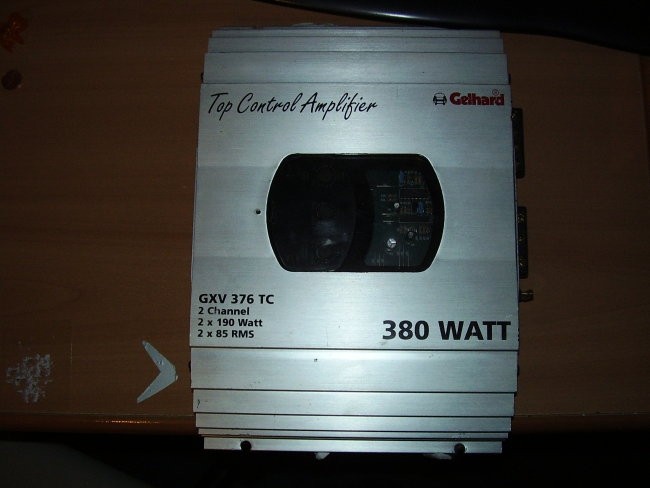 Top Control Amplifier
Gelhard®
GXV 376 TC
2 Channel
2 x 190 Watt
2 x 85 RMS
380 WATT